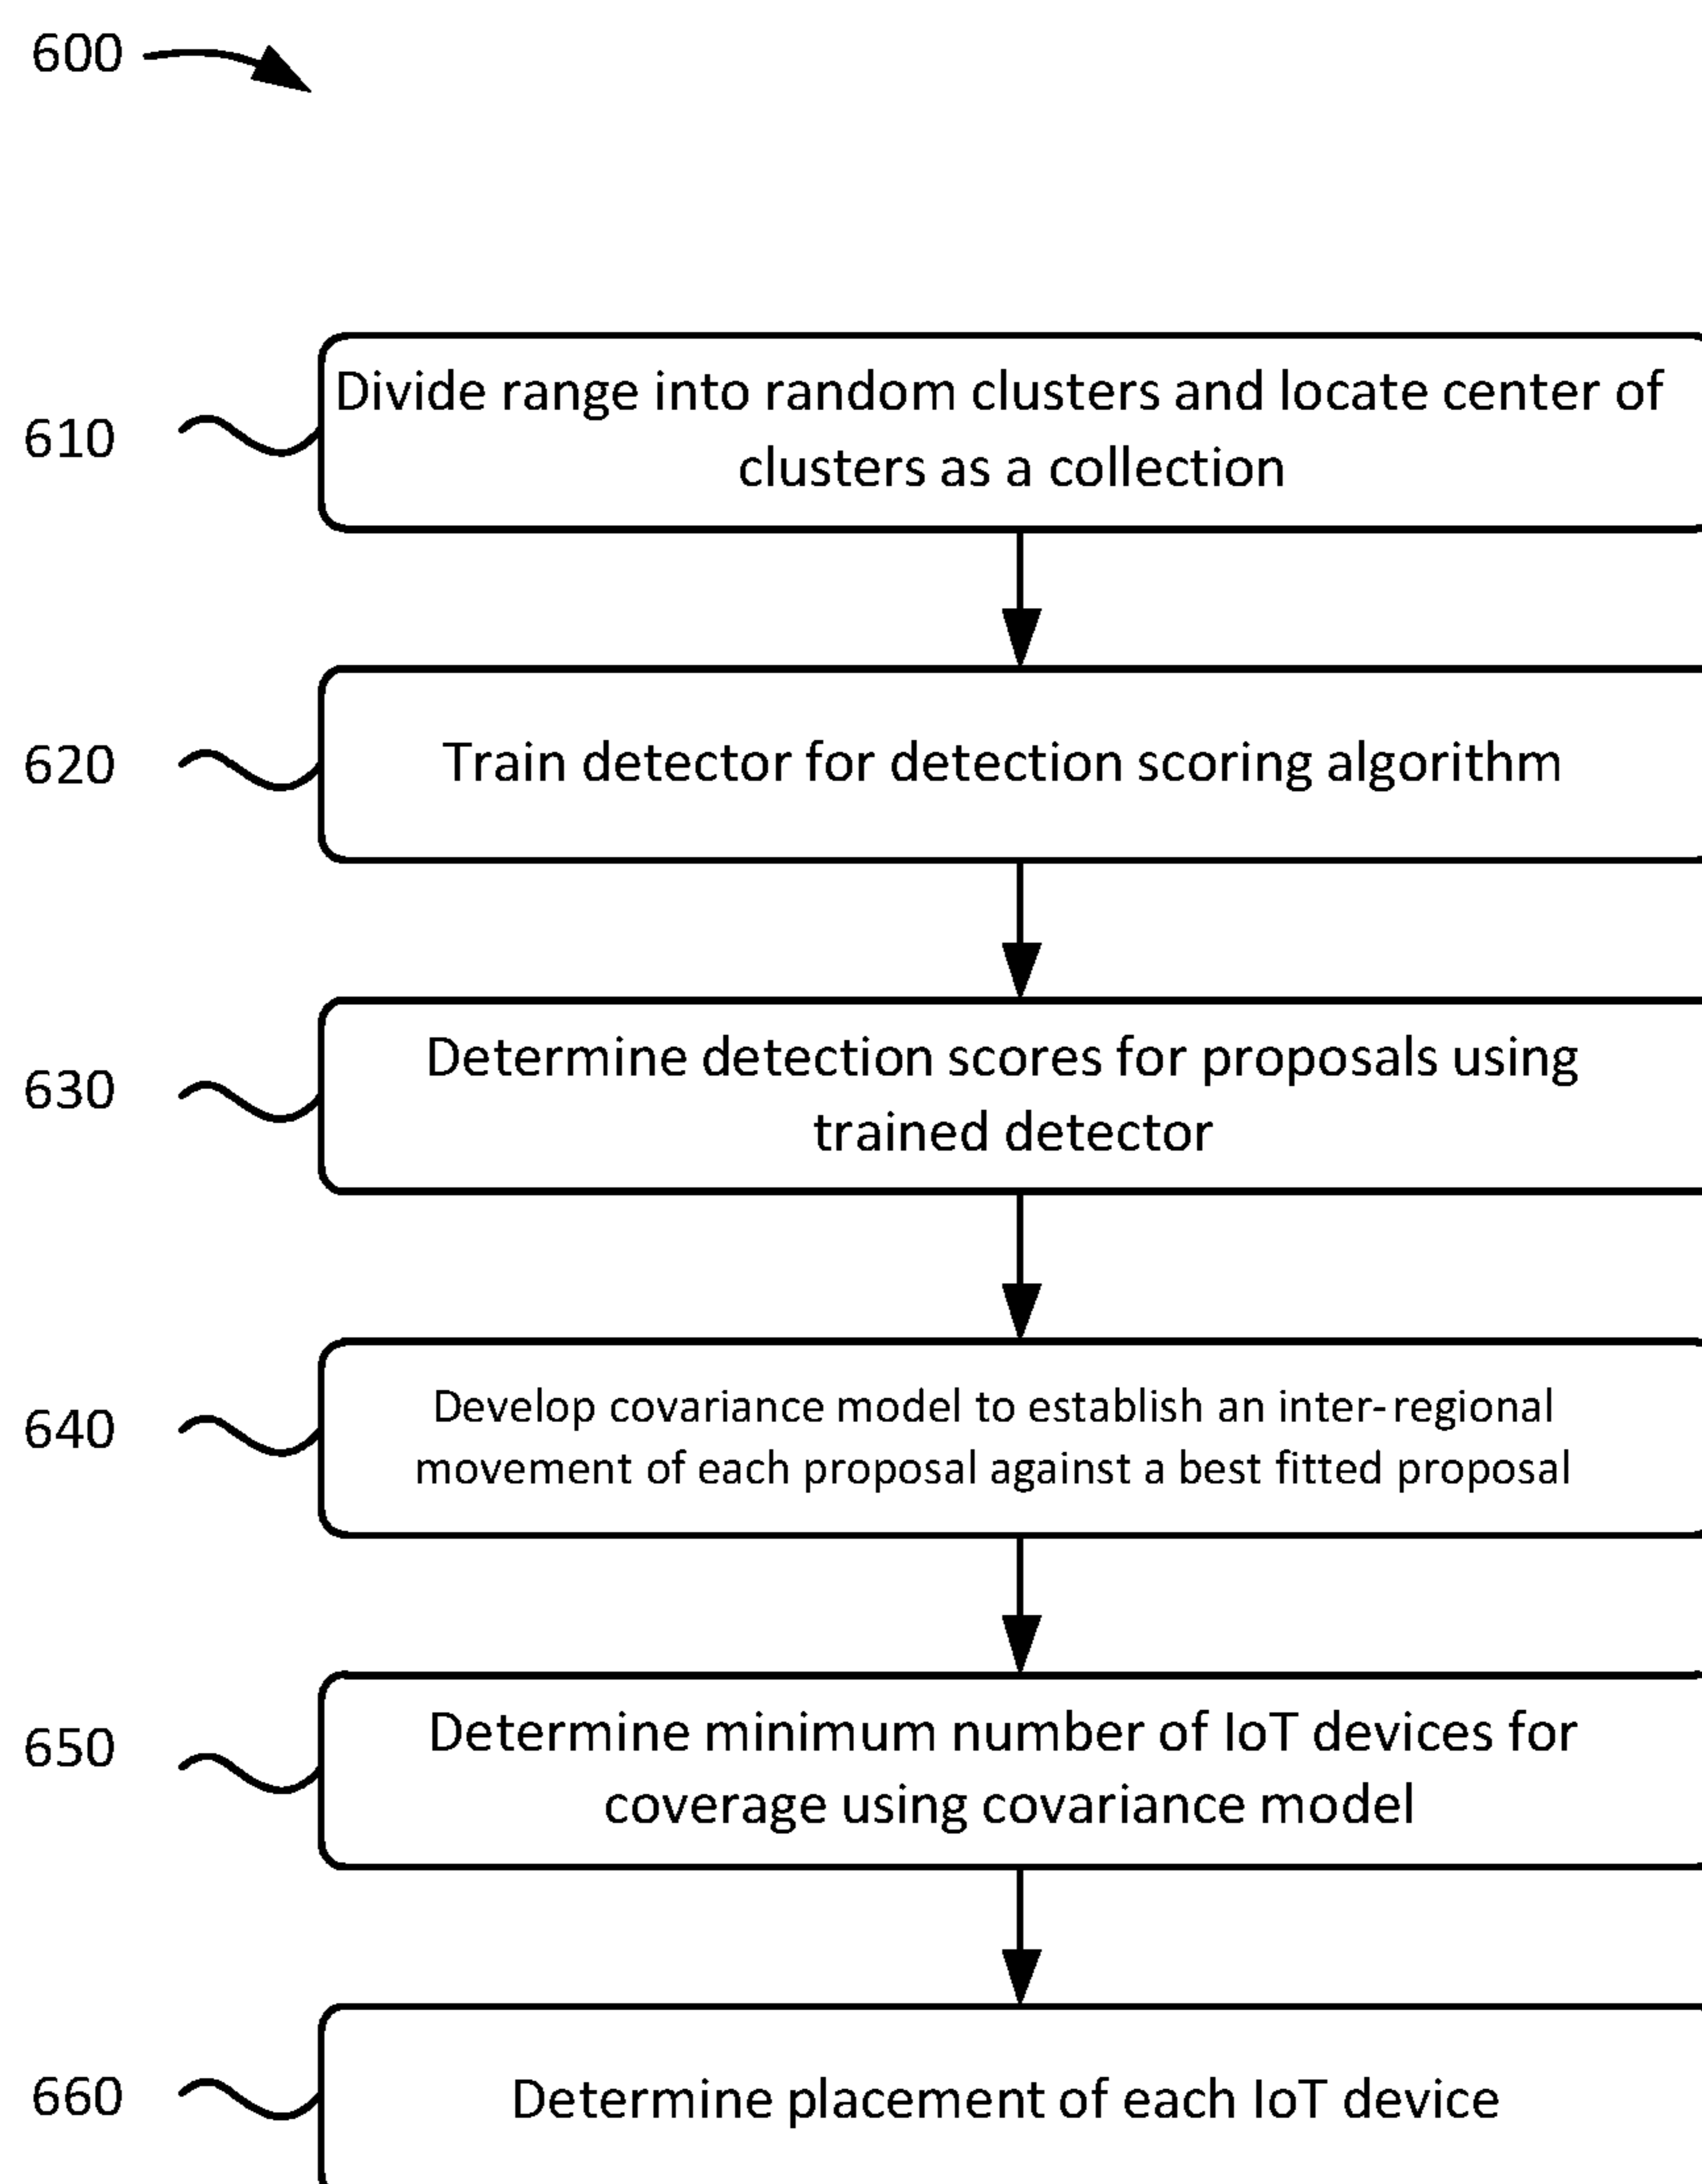 600
610
Divide range into random clusters and locate center of
clusters as a collection
620
Train detector for detection scoring algorithm
630
Determine detection scores for proposals using
trained detector
640
Develop covariance model to establish an inter-regional
movement of each proposal against a best fitted proposal
650
Determine minimum number of IoT devices for
coverage using covariance model
660
Determine placement of each IoT device